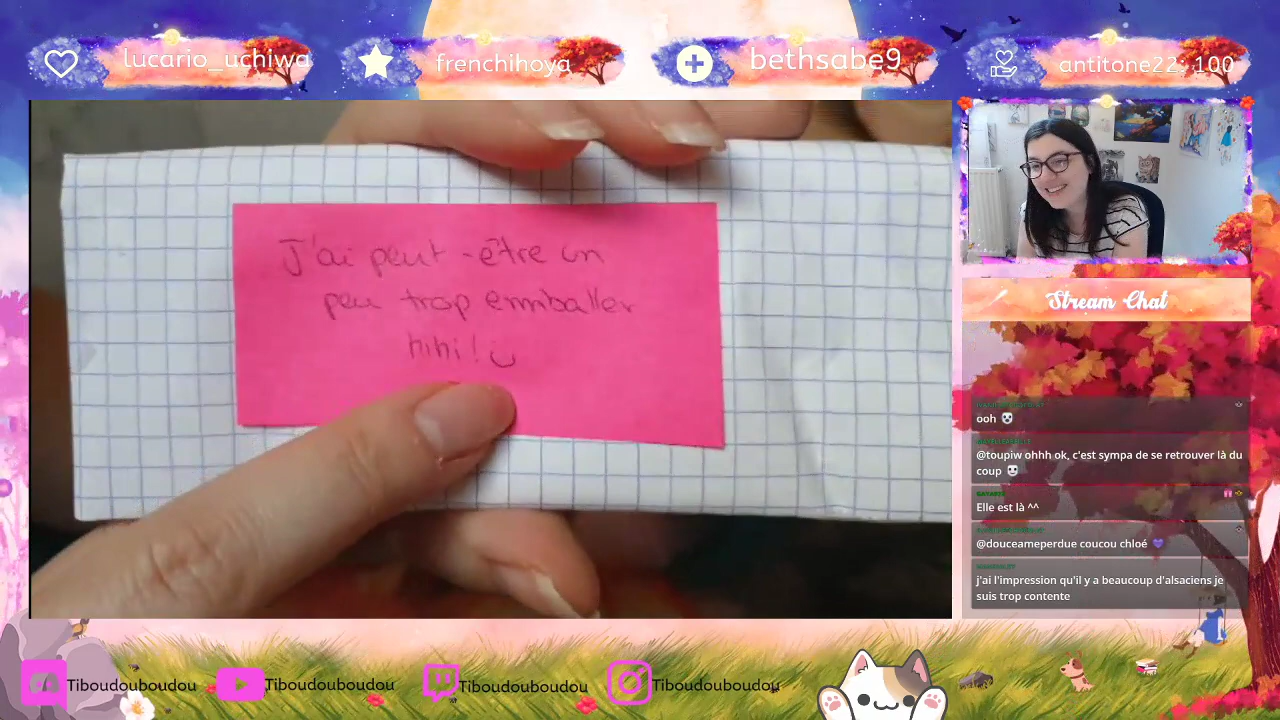 lucario_uchiwa
frenchihoya
bethsabe9
antitone22: 100
J'ai peut-être un
peu trop emmballer
hihi!
Stream Chat
ooh
@toupiw ohhh ok, c'est sympa de se retrouver là du
coup
Elle est là ^^
@douceameperdue coucou chloé
j'ai l'impression qu'il y a beaucoup d'alsaciens je
suis trop contente
Tiboudouboudou
Tiboudouboudou
Tiboudouboudou
Tiboudouboudou